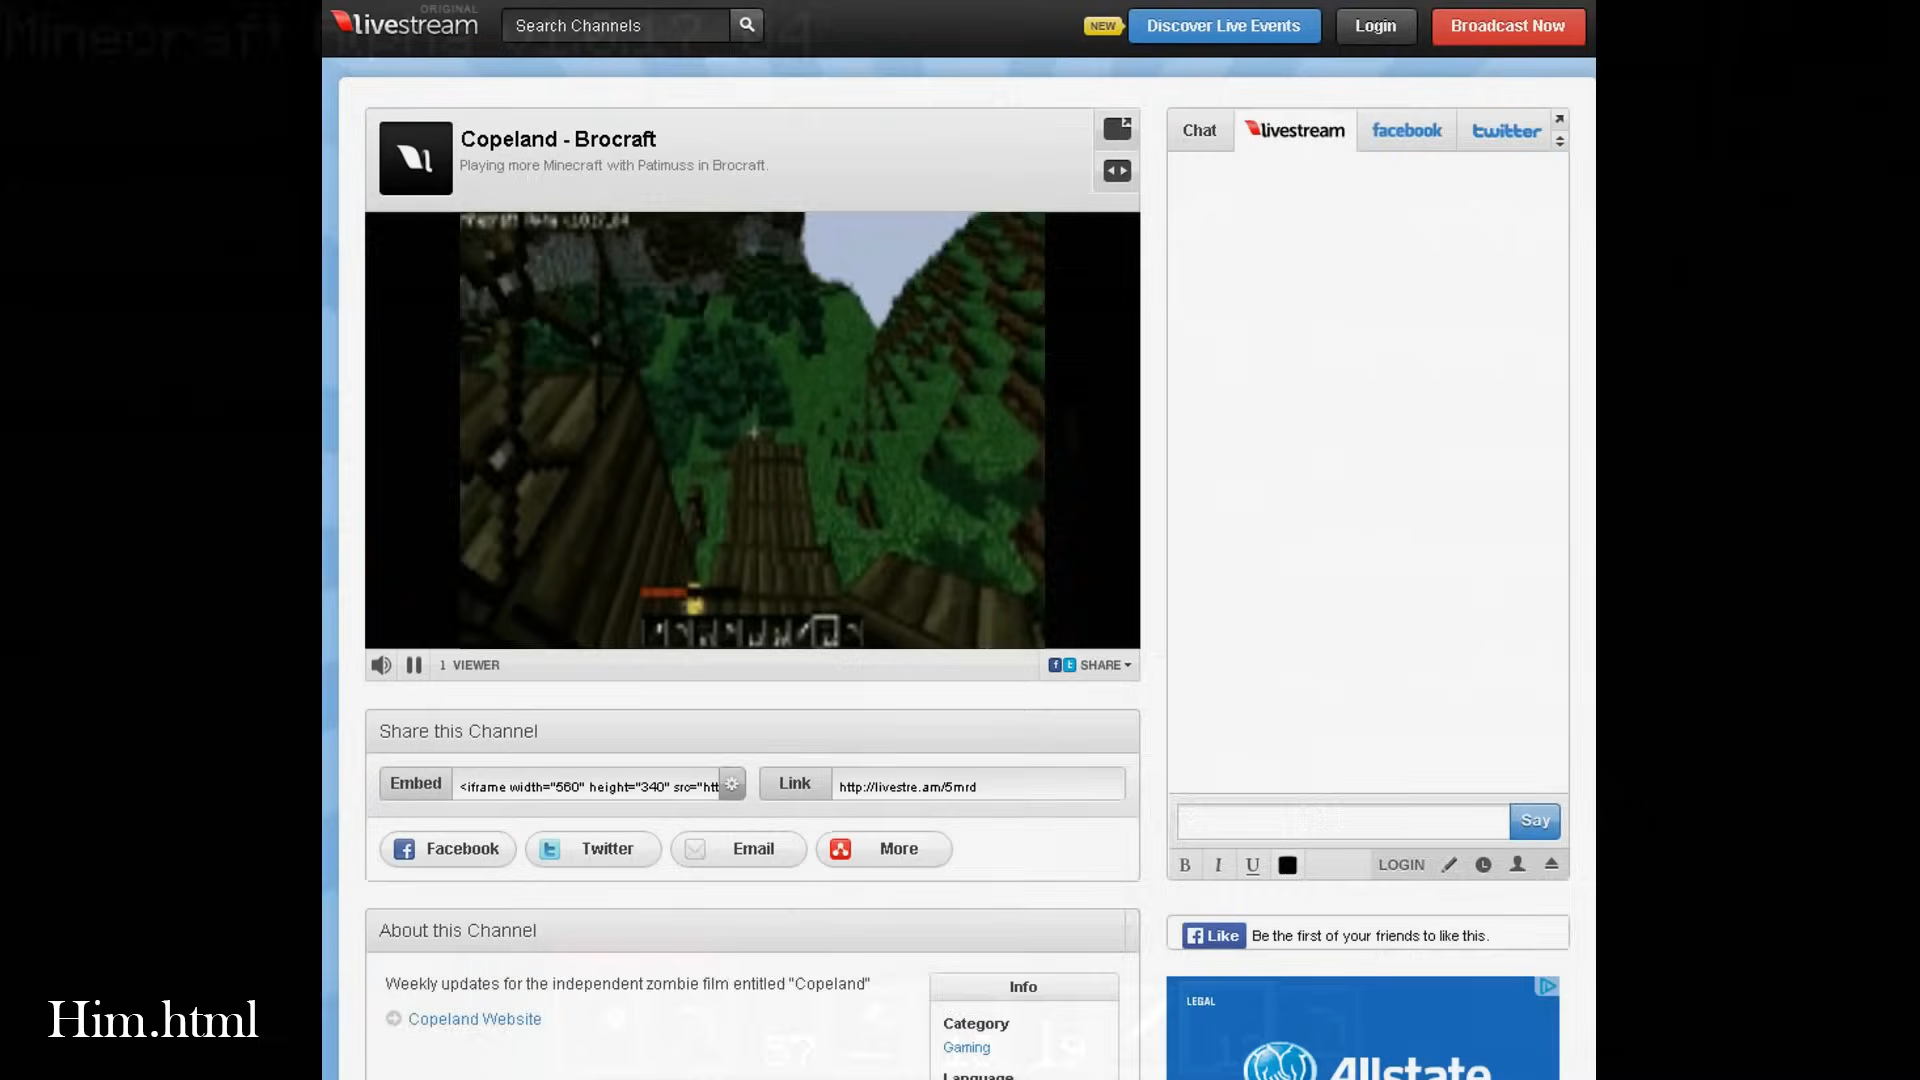 ORIGINAL
livestream
Search Channels
NEW
Discover Live Events
Login
Broadcast Now
Copeland - Brocraft
Playing more Minecraft with Patimuss in Brocraft.
Chat
livestream
facebook
twitter
1 VIEWER
SHARE
Share this Channel
Embed
<iframe width="560" height="340" src="htt
Link
http://livestre.am/5mrd
Facebook
Twitter
Email
More
Say
B I U
LOGIN
About this Channel
Like
Be the first of your friends to like this.
Weekly updates for the independent zombie film entitled "Copeland"
Copeland Website
Info
Category
Gaming
Language
LEGAL
Allstate
Him.html